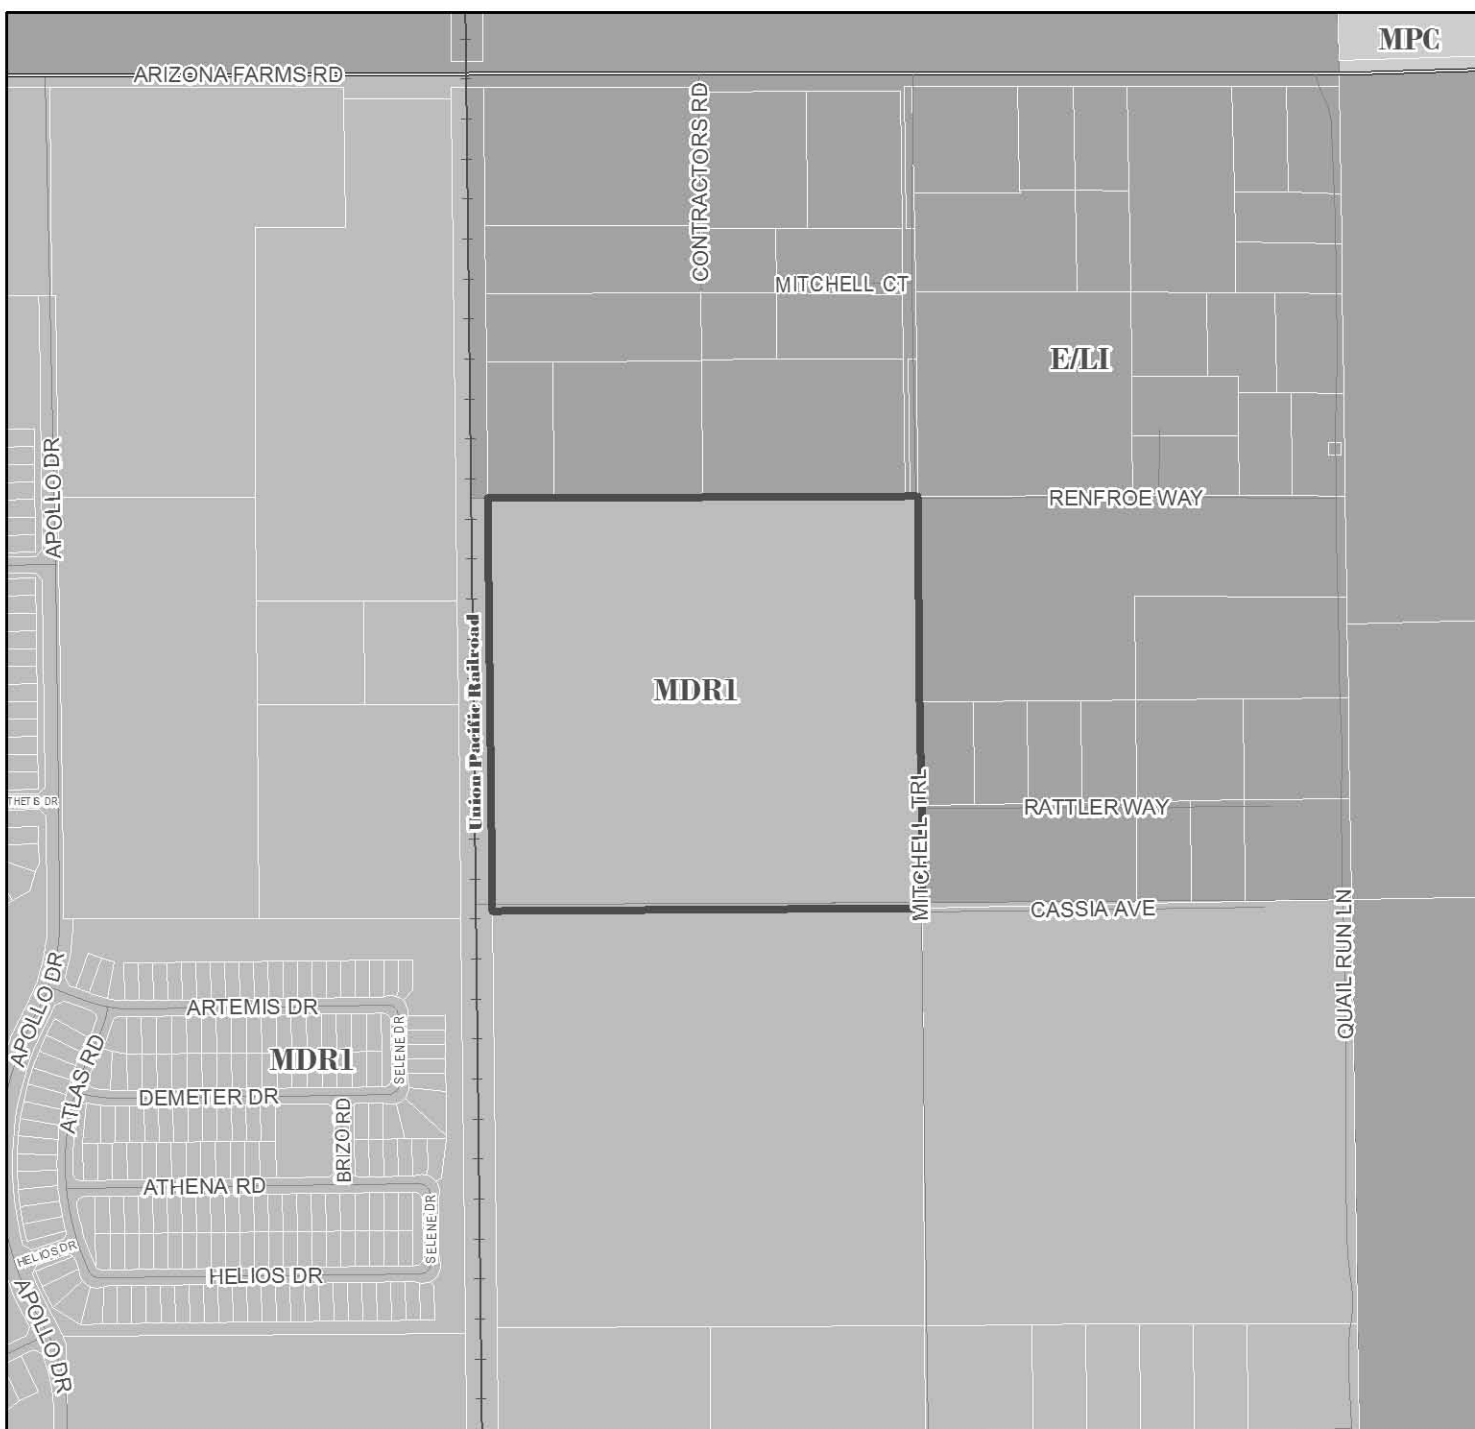 MPC
ARIZONA FARMS RD
CONTRACTORS RD
MITCHELL CT
E/LI
APOLLO DR
RENFROE WAY
Union Pacific Railroad
MDR1
THETIS DR
MITCHELL TRL
RATTLER WAY
CASSIA AVE
QUAIL RUN LN
APOLLO DR
ARTEMIS DR
SELENE DR
ATLAS RD
MDR1
DEMETER DR
BRIZO RD
ATHENA RD
SELENE DR
HELIOS DR
HELIOS DR
APOLLO DR